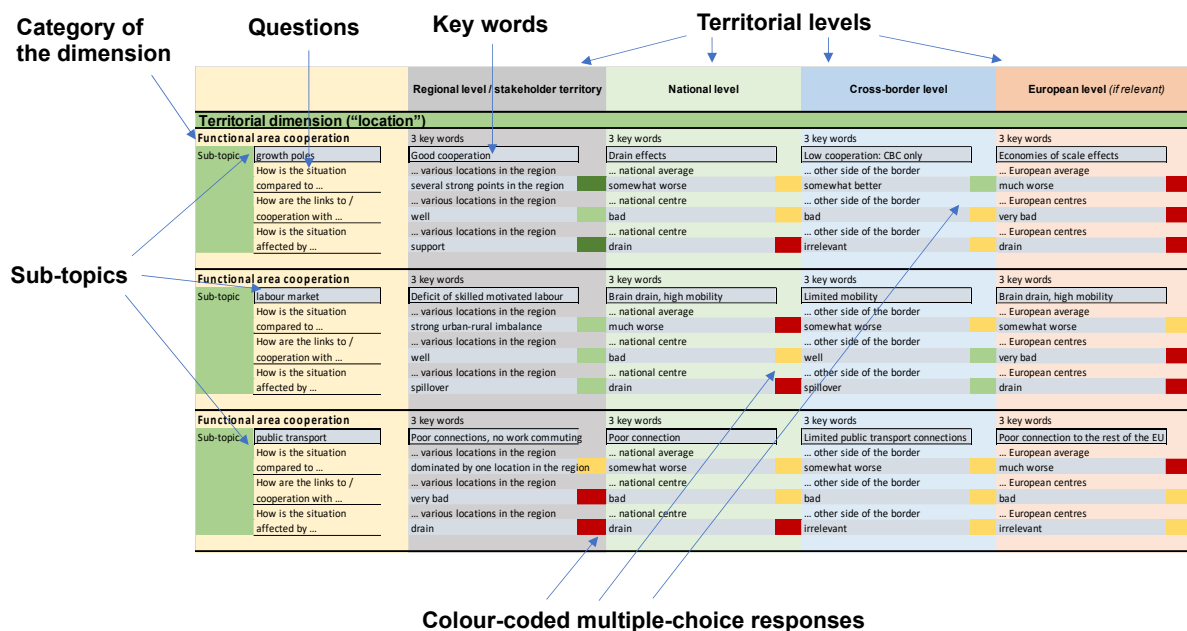 Category of
the dimension
Questions
Key words
Territorial levels
Regional level / stakeholder territory
National level
Cross-border level
European level (if relevant)
Territorial dimension (“location”)
Functional area cooperation
3 key words
3 key words
3 key words
3 key words
Sub-topic
growth poles
Good cooperation
Drain effects
Low cooperation: CBC only
Economies of scale effects
How is the situation
... various locations in the region
... national average
... other side of the border
... European average
compared to ...
several strong points in the region
somewhat worse
somewhat better
much worse
How are the links to /
... various locations in the region
... national centre
... other side of the border
... European centres
cooperation with ...
well
bad
bad
very bad
How is the situation
... various locations in the region
... national centre
... other side of the border
... European centres
affected by ...
support
drain
irrelevant
drain
Sub-topics
Functional area cooperation
3 key words
3 key words
3 key words
3 key words
Sub-topic
labour market
Deficit of skilled motivated labour
Brain drain, high mobility
Limited mobility
Brain drain, high mobility
How is the situation
... various locations in the region
... national average
... other side of the border
... European average
compared to ...
strong urban-rural imbalance
much worse
somewhat worse
somewhat worse
How are the links to /
... various locations in the region
... national centre
... other side of the border
... European centres
cooperation with ...
well
bad
well
very bad
How is the situation
... various locations in the region
... national centre
... other side of the border
... European centres
affected by ...
spillover
drain
spillover
drain
Functional area cooperation
3 key words
3 key words
3 key words
3 key words
Sub-topic
public transport
Poor connections, no work commuting
Poor connection
Limited public transport connections
Poor connection to the rest of the EU
How is the situation
... various locations in the region
... national average
... other side of the border
... European average
compared to ...
dominated by one location in the region
somewhat worse
somewhat worse
much worse
How are the links to /
... various locations in the region
... national centre
... other side of the border
... European centres
cooperation with ...
very bad
bad
bad
bad
How is the situation
... various locations in the region
... national centre
... other side of the border
... European centres
affected by ...
drain
drain
irrelevant
irrelevant
Colour-coded multiple-choice responses